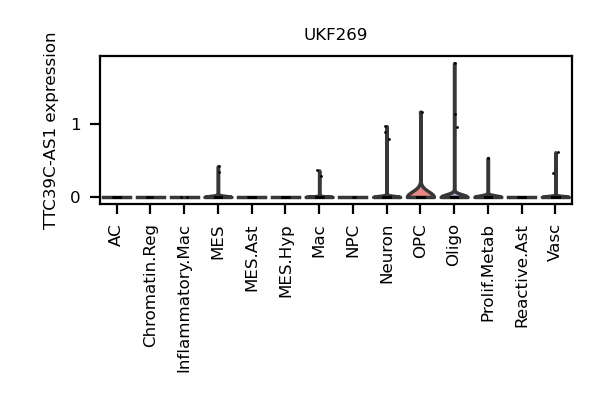 UKF269
TTC39C-AS1 expression
1
0
AC
Chromatin.Reg
Inflammatory.Mac
MES
MES.Ast
MES.Hyp
Mac
NPC
Neuron
OPC
Oligo
Prolif.Metab
Reactive.Ast
Vasc